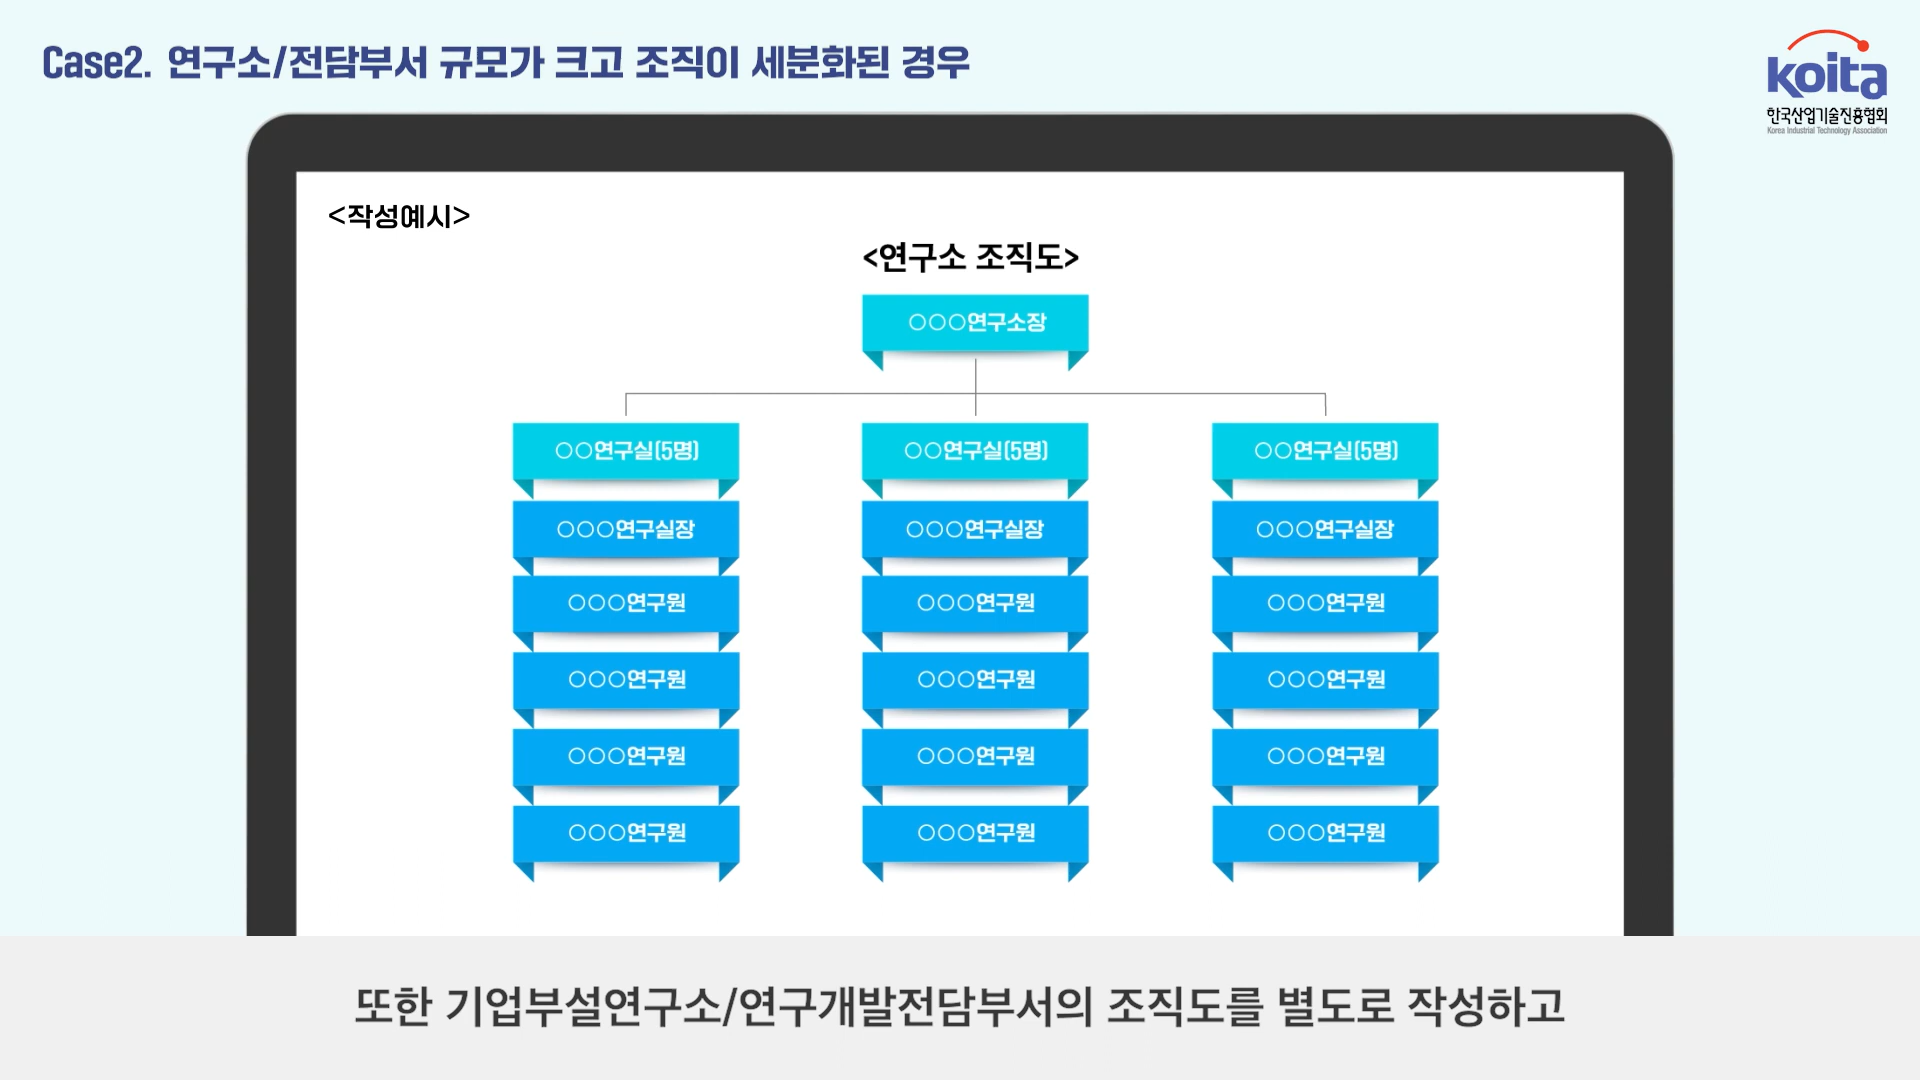 Case2. 연구소/전담부서 규모가 크고 조직이 세분화된 경우
koita
한국산업기술진흥협회
Korea Industrial Technology Association
<작성예시>
<연구소 조직도>
○○○연구소장
○○연구실(5명) ○○연구실(5명) ○○연구실(5명)
○○○연구실장 ○○○연구실장 ○○○연구실장
○○○연구원 ○○○연구원 ○○○연구원
○○○연구원 ○○○연구원 ○○○연구원
○○○연구원 ○○○연구원 ○○○연구원
○○○연구원 ○○○연구원 ○○○연구원
또한 기업부설연구소/연구개발전담부서의 조직도를 별도로 작성하고